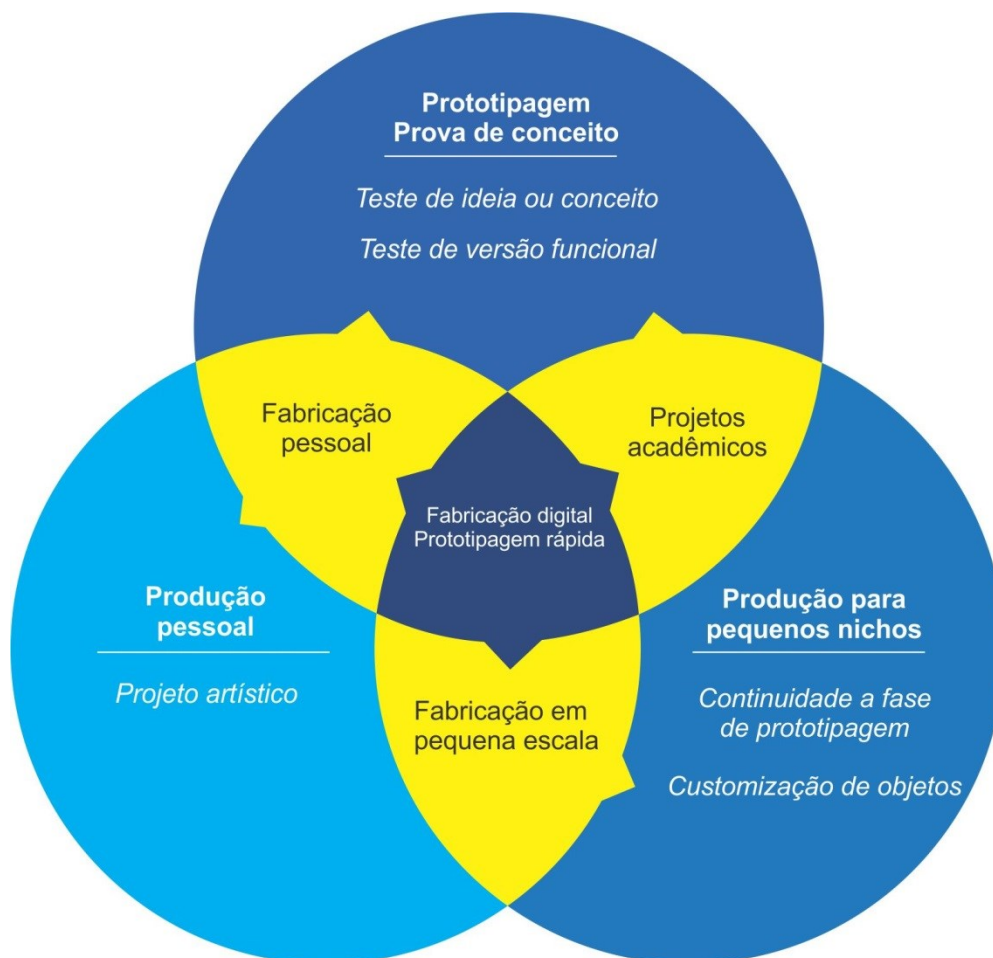 Prototipagem
Prova de conceito
Teste de ideia ou conceito
Teste de versão funcional
Fabricação
pessoal
Projetos
acadêmicos
Fabricação digital
Prototipagem rápida
Produção
pessoal
Projeto artístico
Produção para
pequenos nichos
Continuidade a fase
de prototipagem
Customização de objetos
Fabricação em
pequena escala